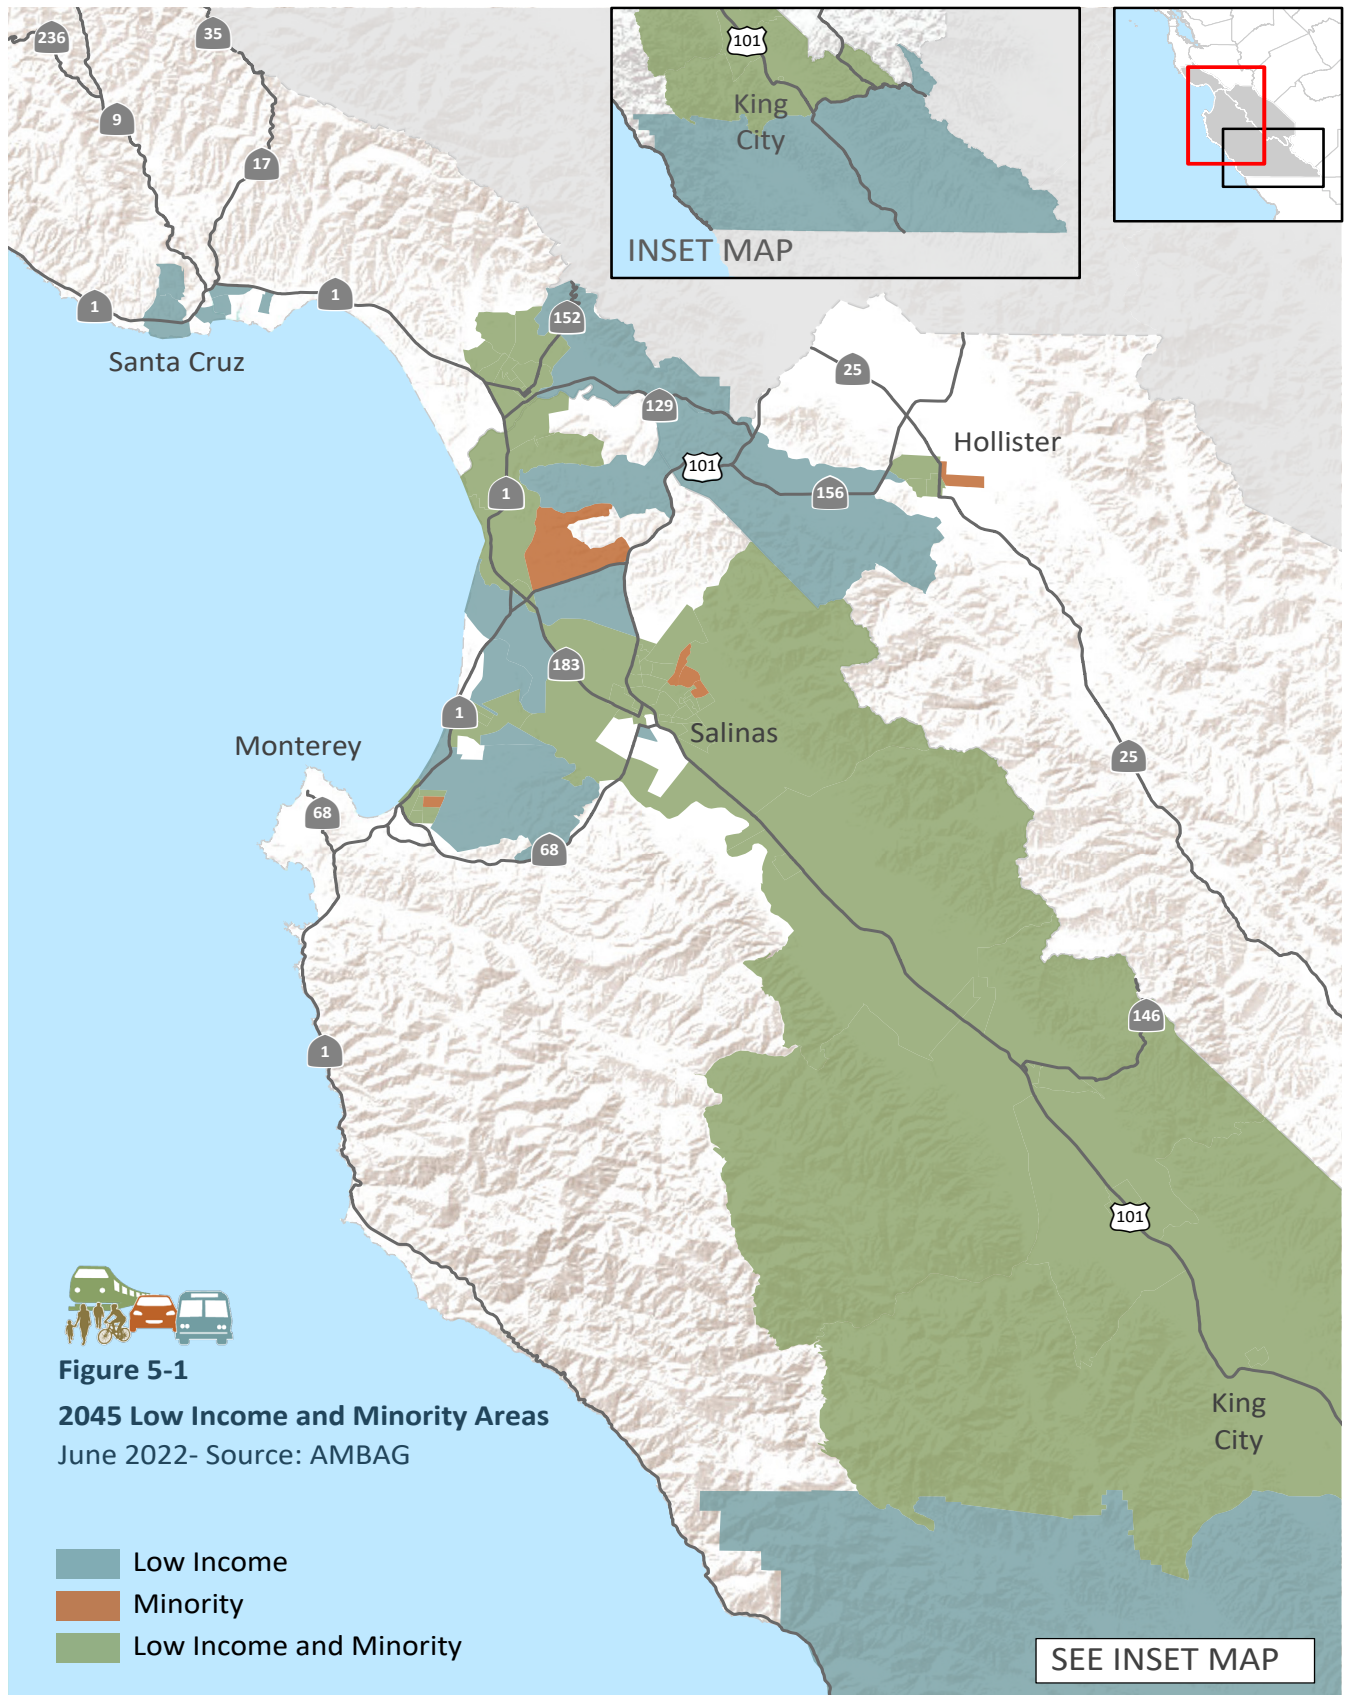 236
35
9
17
1
1
Santa Cruz
101
King
City
INSET MAP
152
129
25
Hollister
101
156
1
183
1
Salinas
Monterey
68
68
25
1
146
101
King
City
Figure 5-1
2045 Low Income and Minority Areas
June 2022- Source: AMBAG
Low Income
Minority
Low Income and Minority
SEE INSET MAP